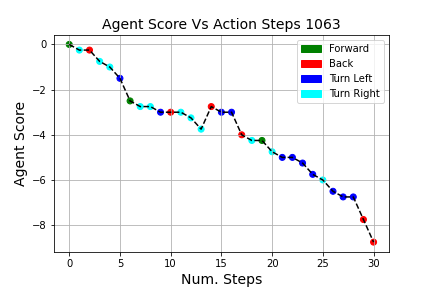 Agent Score Vs Action Steps 1063
Forward
Back
Turn Left
Turn Right
Agent Score
0
−2
−4
−6
−8
0 5 10 15 20 25 30
Num. Steps